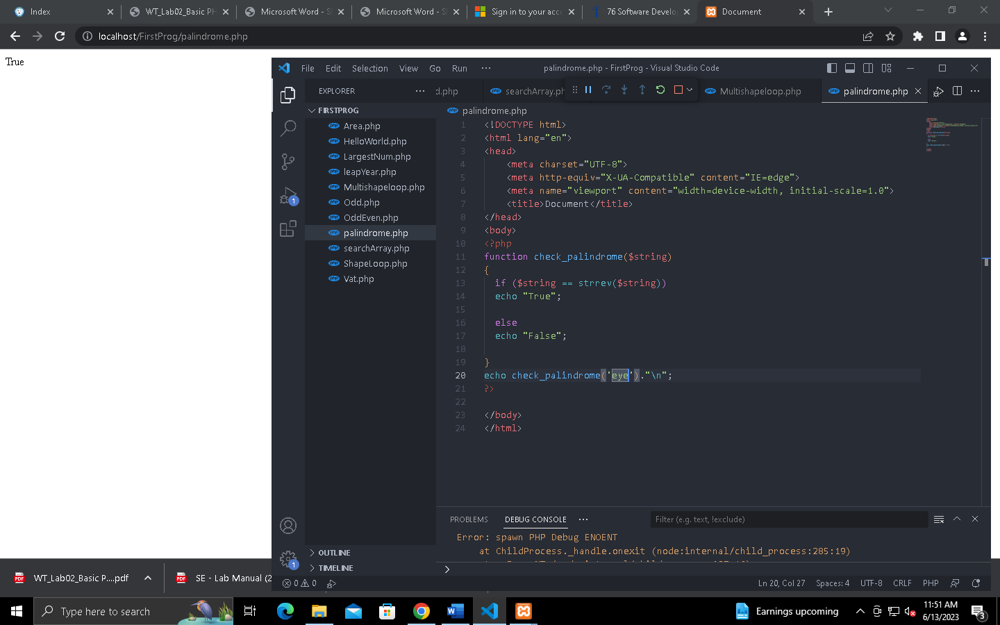 Index
WT_Lab02_Basic PH
Microsoft Word - S
Microsoft Word - S
Sign in to your acco
76 Software Develo
Document
localhost/FirstProg/palindrome.php
True
File Edit Selection View Go Run ···
palindrome.php - FirstProg - Visual Studio Code
EXPLORER
d.php
searchArray.ph
Multishapeloop.php
palindrome.php
FIRSTPROG
Area.php
HelloWorld.php
LargestNum.php
leapYear.php
Multishapeloop.php
Odd.php
OddEven.php
palindrome.php
searchArray.php
ShapeLoop.php
Vat.php
OUTLINE
TIMELINE
1
1
palindrome.php
1 <!DOCTYPE html>
2 <html lang="en">
3 <head>
4 <meta charset="UTF-8">
5 <meta http-equiv="X-UA-Compatible" content="IE=edge">
6 <meta name="viewport" content="width=device-width, initial-scale=1.0">
7 <title>Document</title>
8 </head>
9 <body>
10 <?php
11 function check_palindrome($string)
12 {
13 if ($string == strrev($string))
14 echo "True";
15
16 else
17 echo "False";
18
19 }
20 echo check_palindrome('eye')."\n";
21 ?>
22
23 </body>
24 </html>
PROBLEMS DEBUG CONSOLE ···
Filter (e.g. text, !exclude)
Error: spawn PHP Debug ENOENT
at ChildProcess._handle.onexit (node:internal/child_process:285:19)
0 0
Ln 20, Col 27 Spaces: 4 UTF-8 CRLF PHP
WT_Lab02_Basic P....pdf
SE - Lab Manual (2
Type here to search
Earnings upcoming
11:51 AM
6/13/2023
3